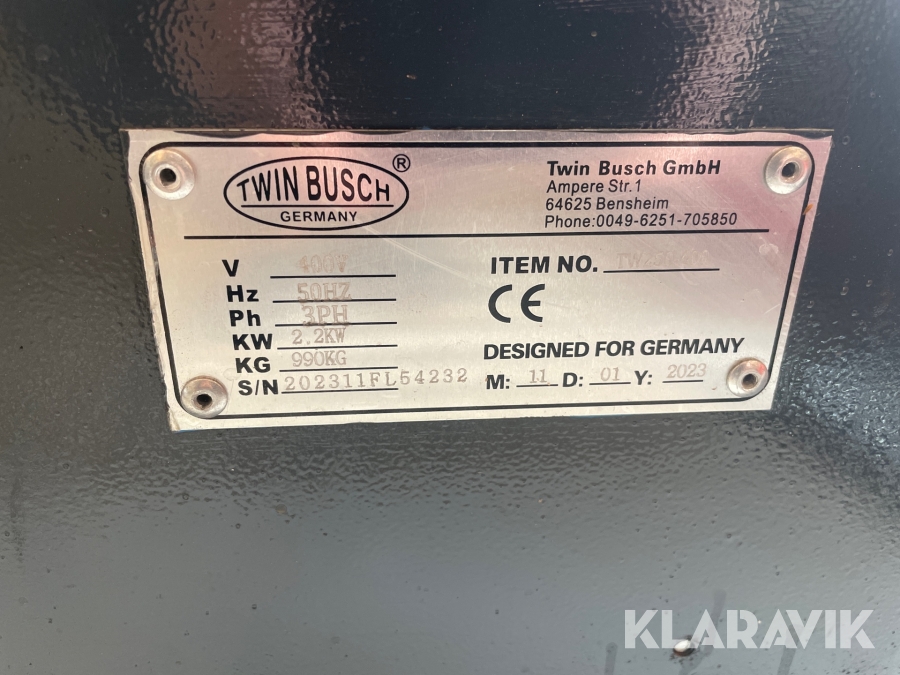 TWIN BUSCH ®
GERMANY
Twin Busch GmbH
Ampere Str.1
64625 Bensheim
Phone:0049-6251-705850
V 400V
Hz 50HZ
Ph 3PH
KW 2.2KW
KG 990KG
S/N 202311FL54232
ITEM NO.
CE
DESIGNED FOR GERMANY
M: 11 D: 01 Y: 2023
KLARAVIK